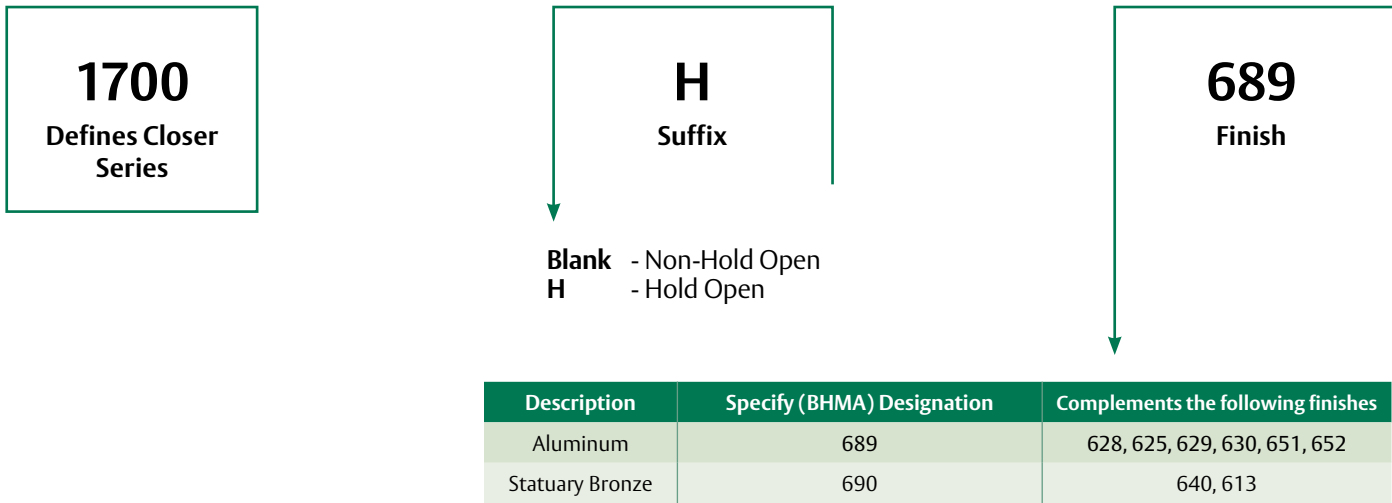 1700
Defines Closer
Series
H
Suffix
689
Finish
Blank - Non-Hold Open
H - Hold Open
Description Specify (BHMA) Designation Complements the following finishes
Aluminum 689 628, 625, 629, 630, 651, 652
Statuary Bronze 690 640, 613